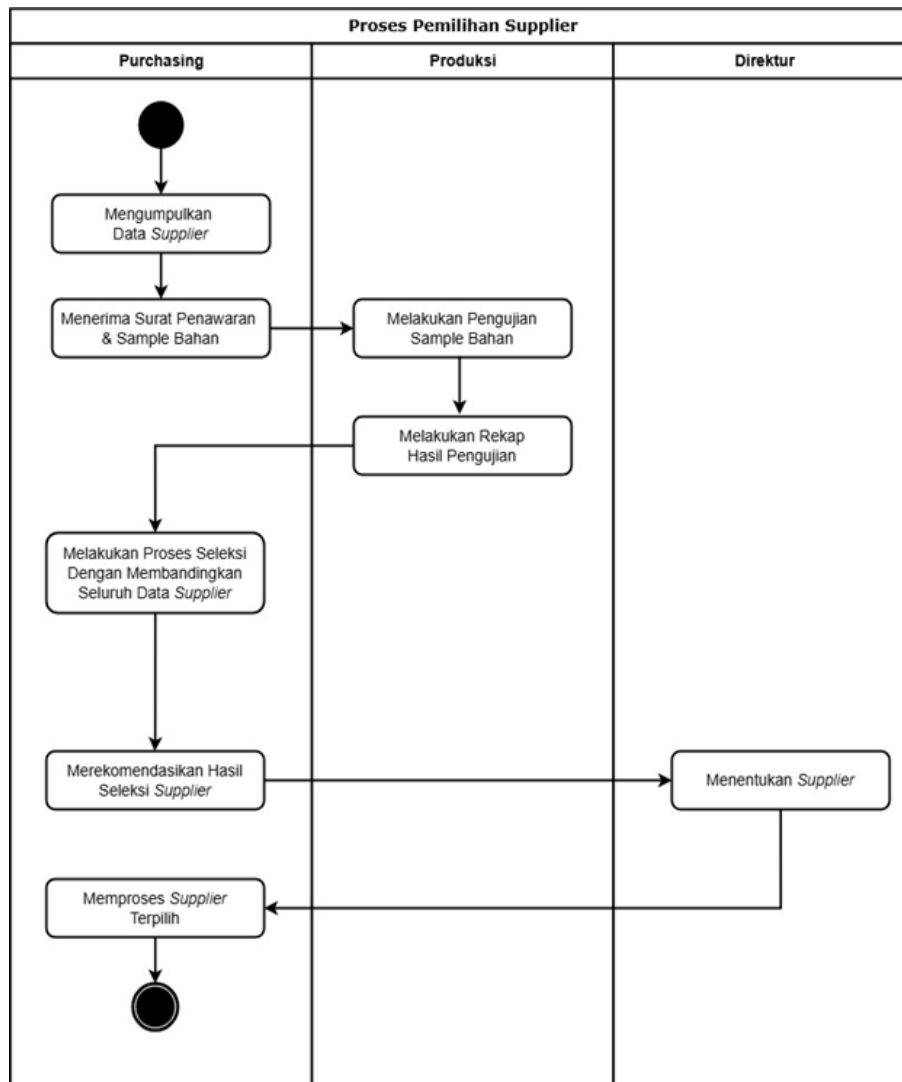 Proses Pemilihan Supplier
Purchasing
Produksi
Direktur
Mengumpulkan
Data Supplier
Menerima Surat Penawaran
& Sample Bahan
Melakukan Pengujian
Sample Bahan
Melakukan Rekap
Hasil Pengujian
Melakukan Proses Seleksi
Dengan Membandingkan
Seluruh Data Supplier
Merekomendasikan Hasil
Seleksi Supplier
Menentukan Supplier
Memproses Supplier
Terpilih